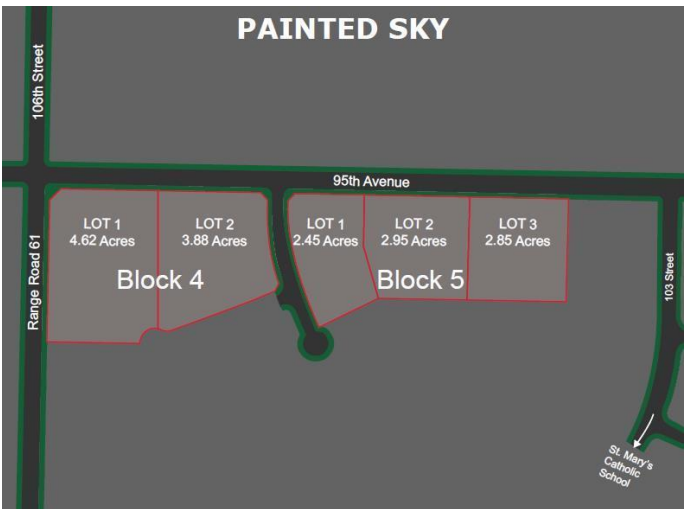 PAINTED SKY
106th Street
95th Avenue
LOT 1
4.62 Acres
LOT 2
3.88 Acres
LOT 1
2.45 Acres
LOT 2
2.95 Acres
LOT 3
2.85 Acres
Block 4
Block 5
Range Road 61
103 Street
St. Mary's
Catholic
School